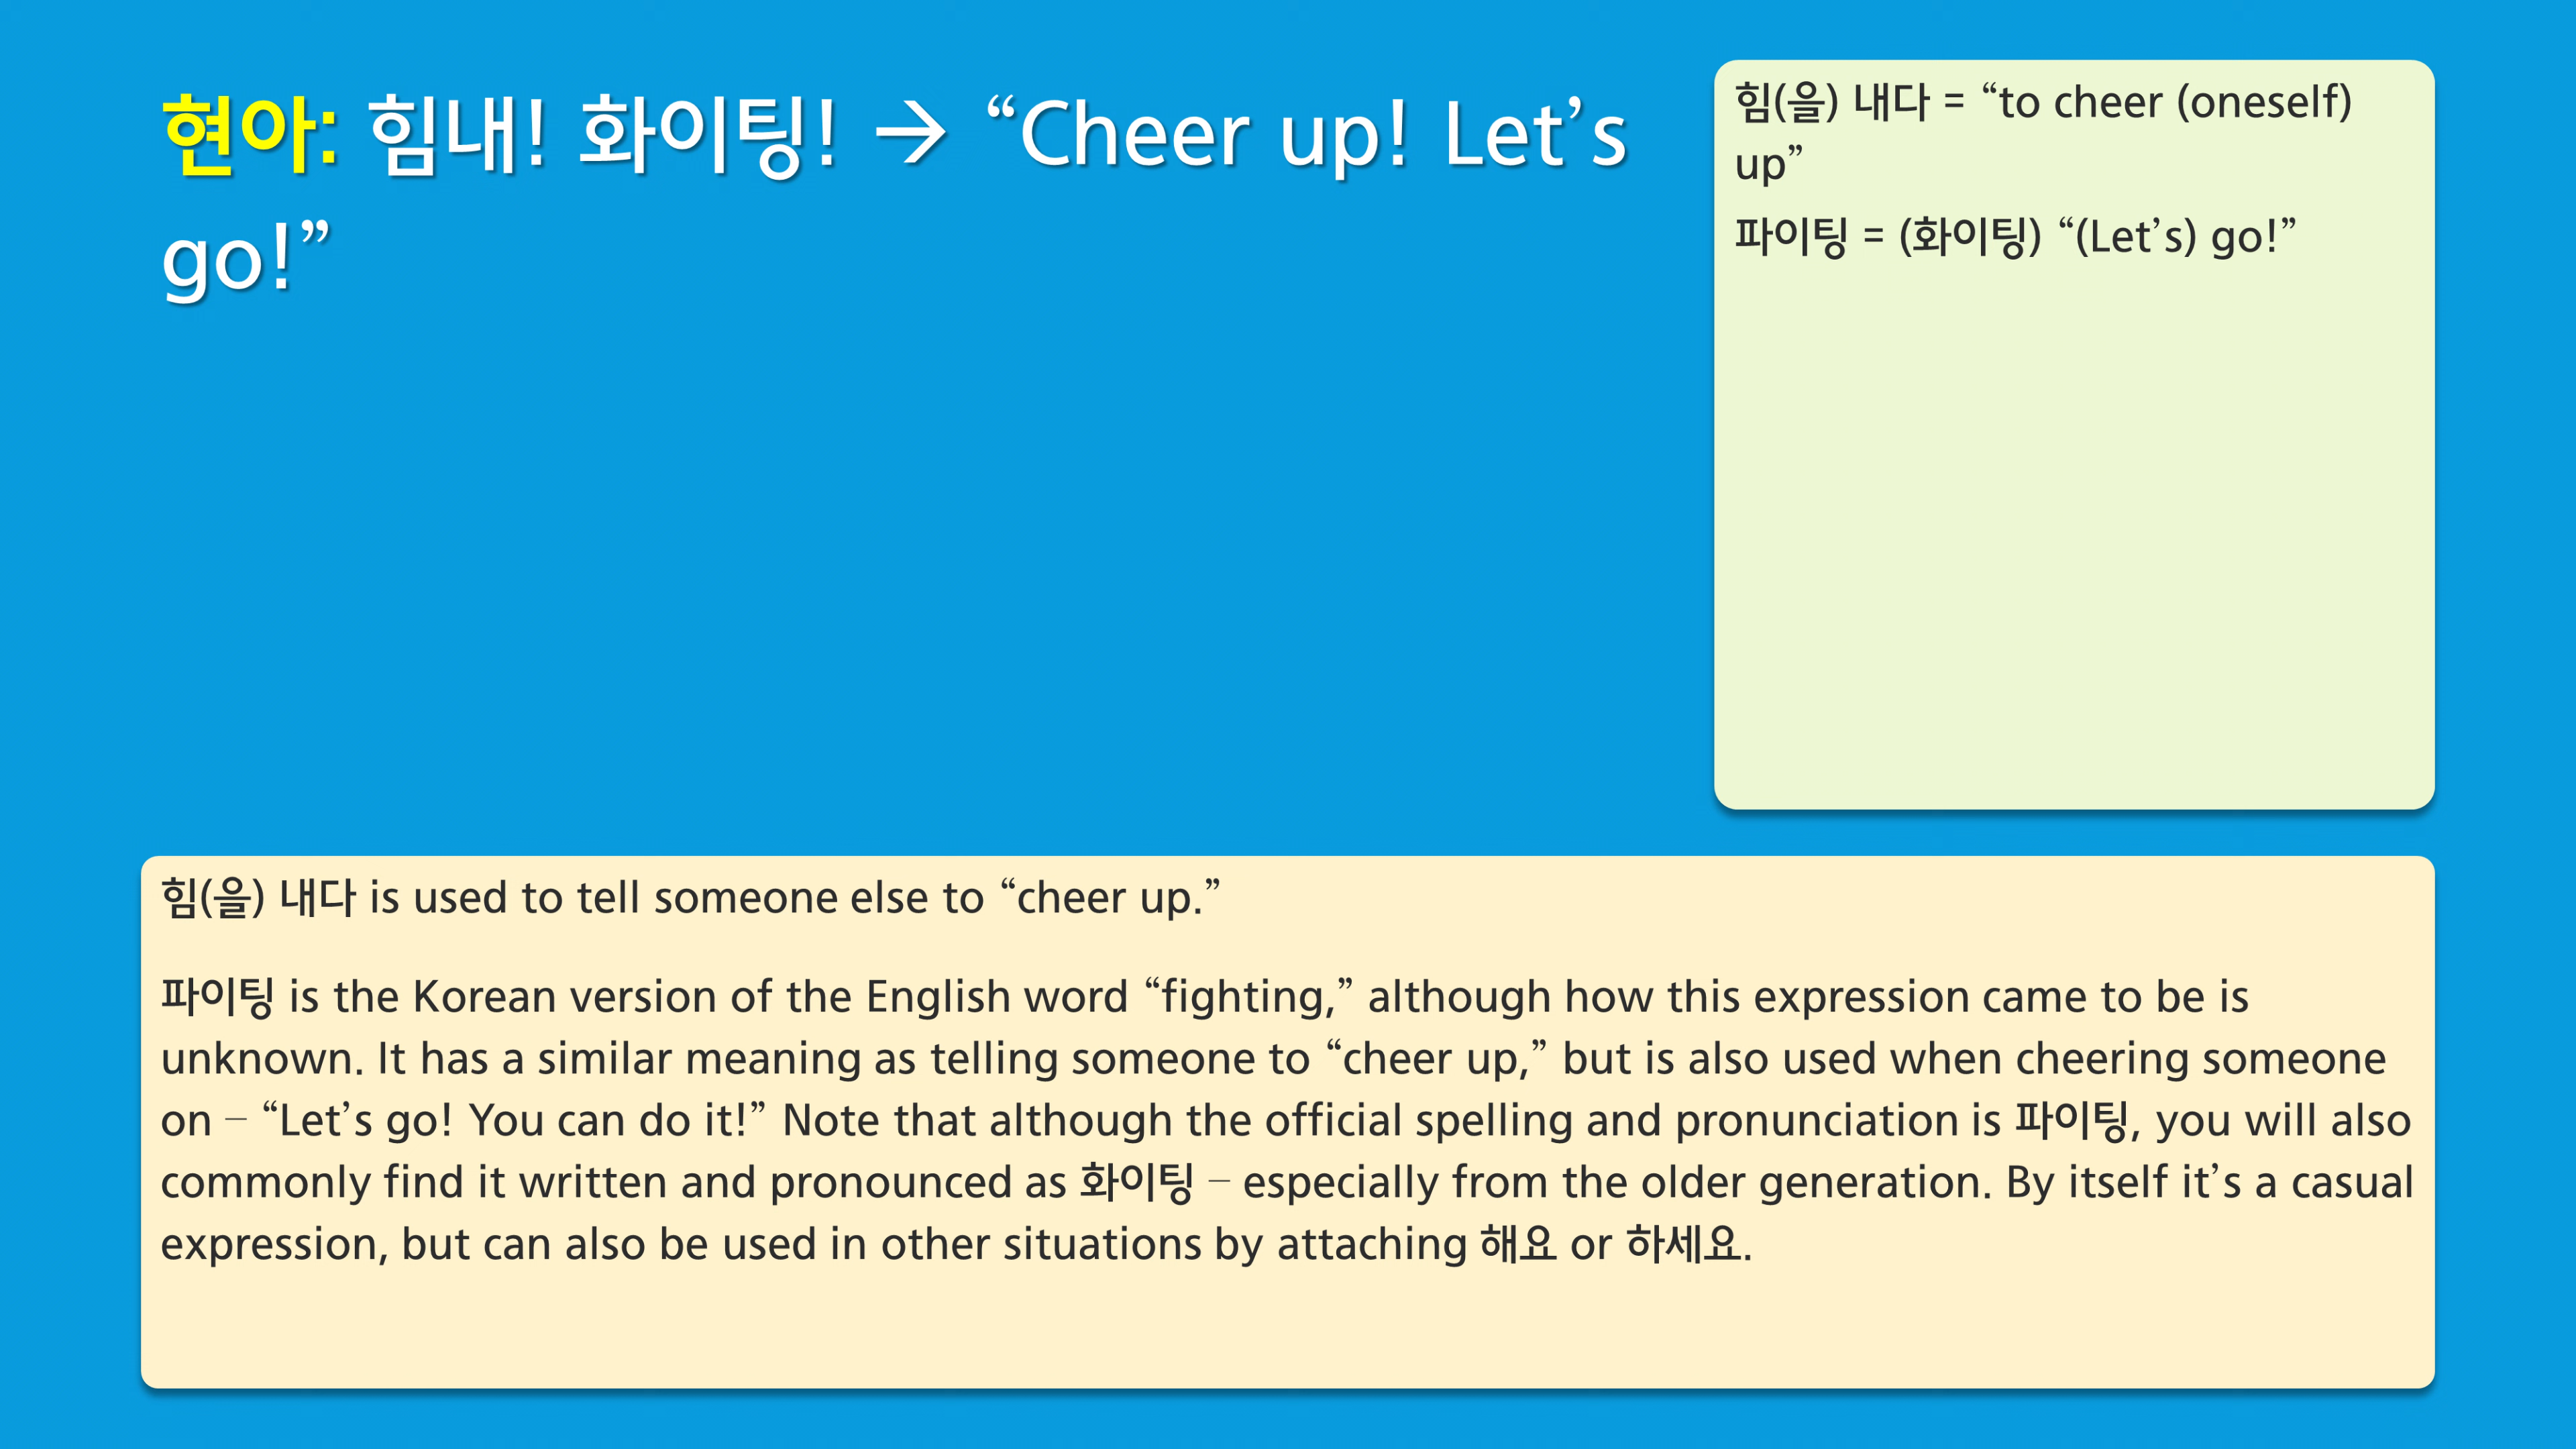 현아: 힘내! 화이팅! → “Cheer up! Let’s
go!”
힘(을) 내다 = “to cheer (oneself)
up”
파이팅 = (화이팅) “(Let’s) go!”
힘(을) 내다 is used to tell someone else to “cheer up.”
파이팅 is the Korean version of the English word “fighting,” although how this expression came to be is
unknown. It has a similar meaning as telling someone to “cheer up,” but is also used when cheering someone
on – “Let’s go! You can do it!” Note that although the official spelling and pronunciation is 파이팅, you will also
commonly find it written and pronounced as 화이팅 – especially from the older generation. By itself it’s a casual
expression, but can also be used in other situations by attaching 해요 or 하세요.